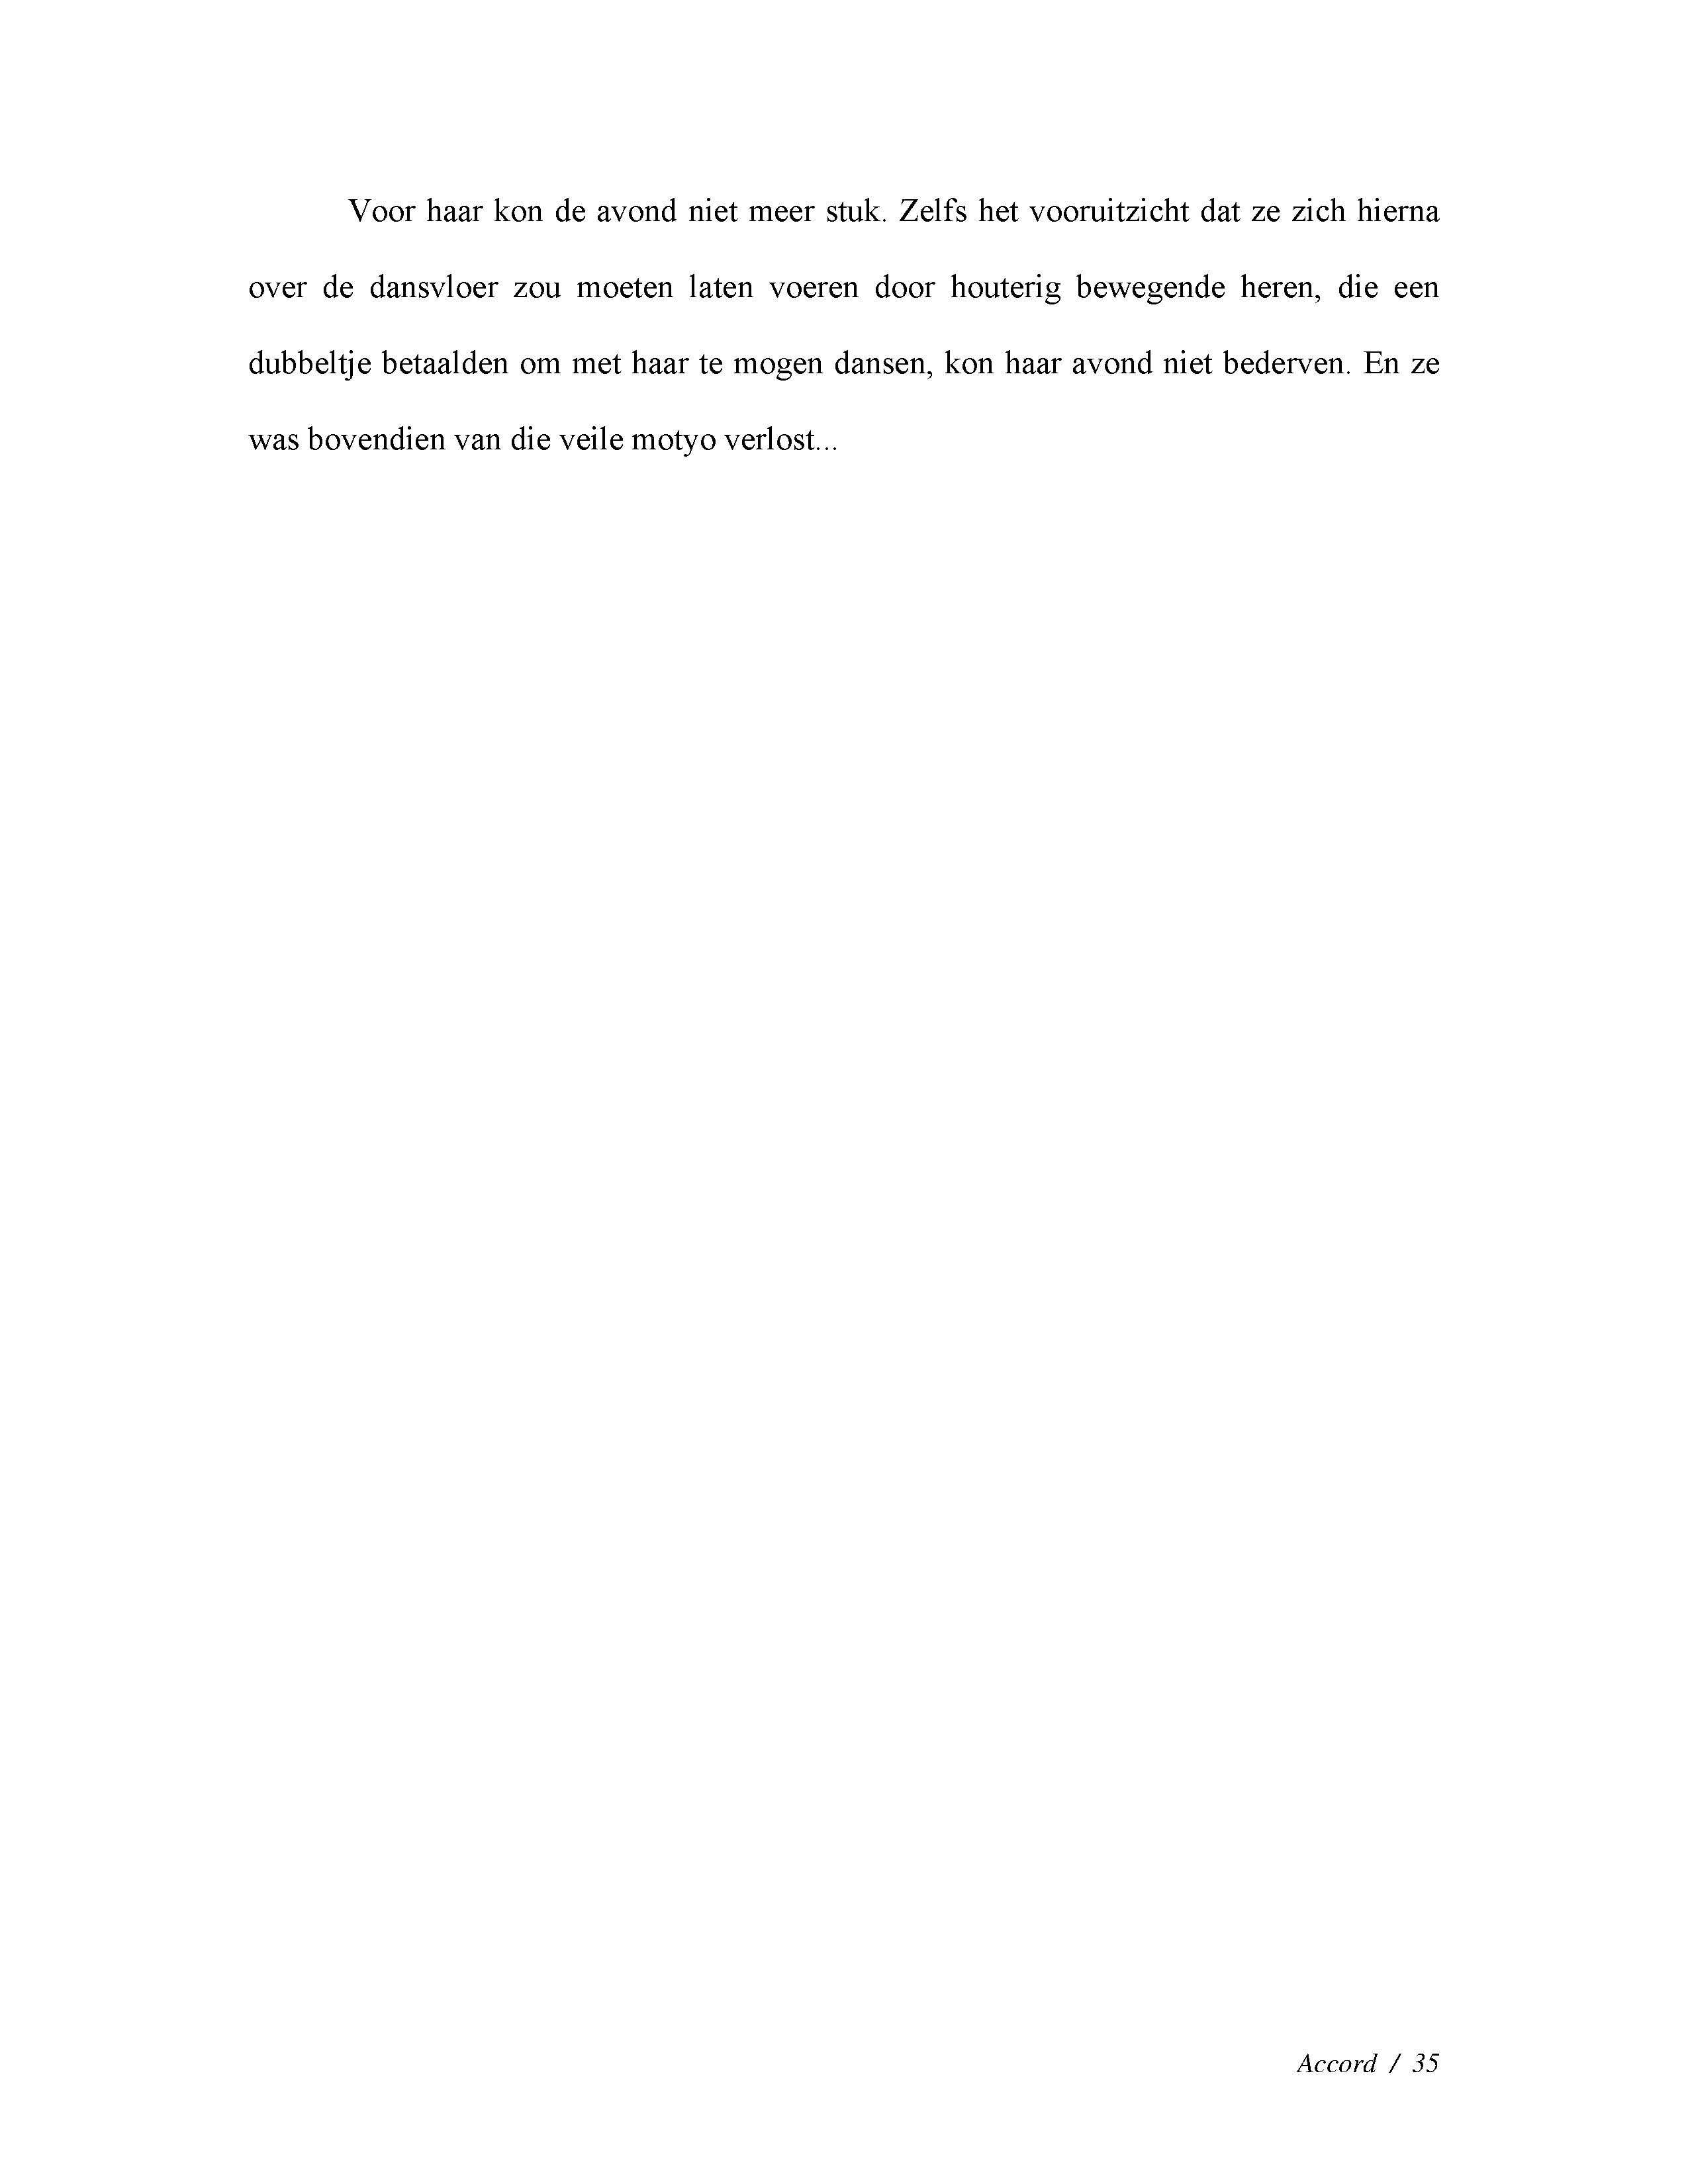 Voor haar kon de avond niet meer stuk. Zelfs het vooruitzicht dat ze zich hierna
over de dansvloer zou moeten laten voeren door houterig bewegende heren, die een
dubbeltje betaalden om met haar te mogen dansen, kon haar avond niet bederven. En ze
was bovendien van die veile motyo verlost...
Accord / 35